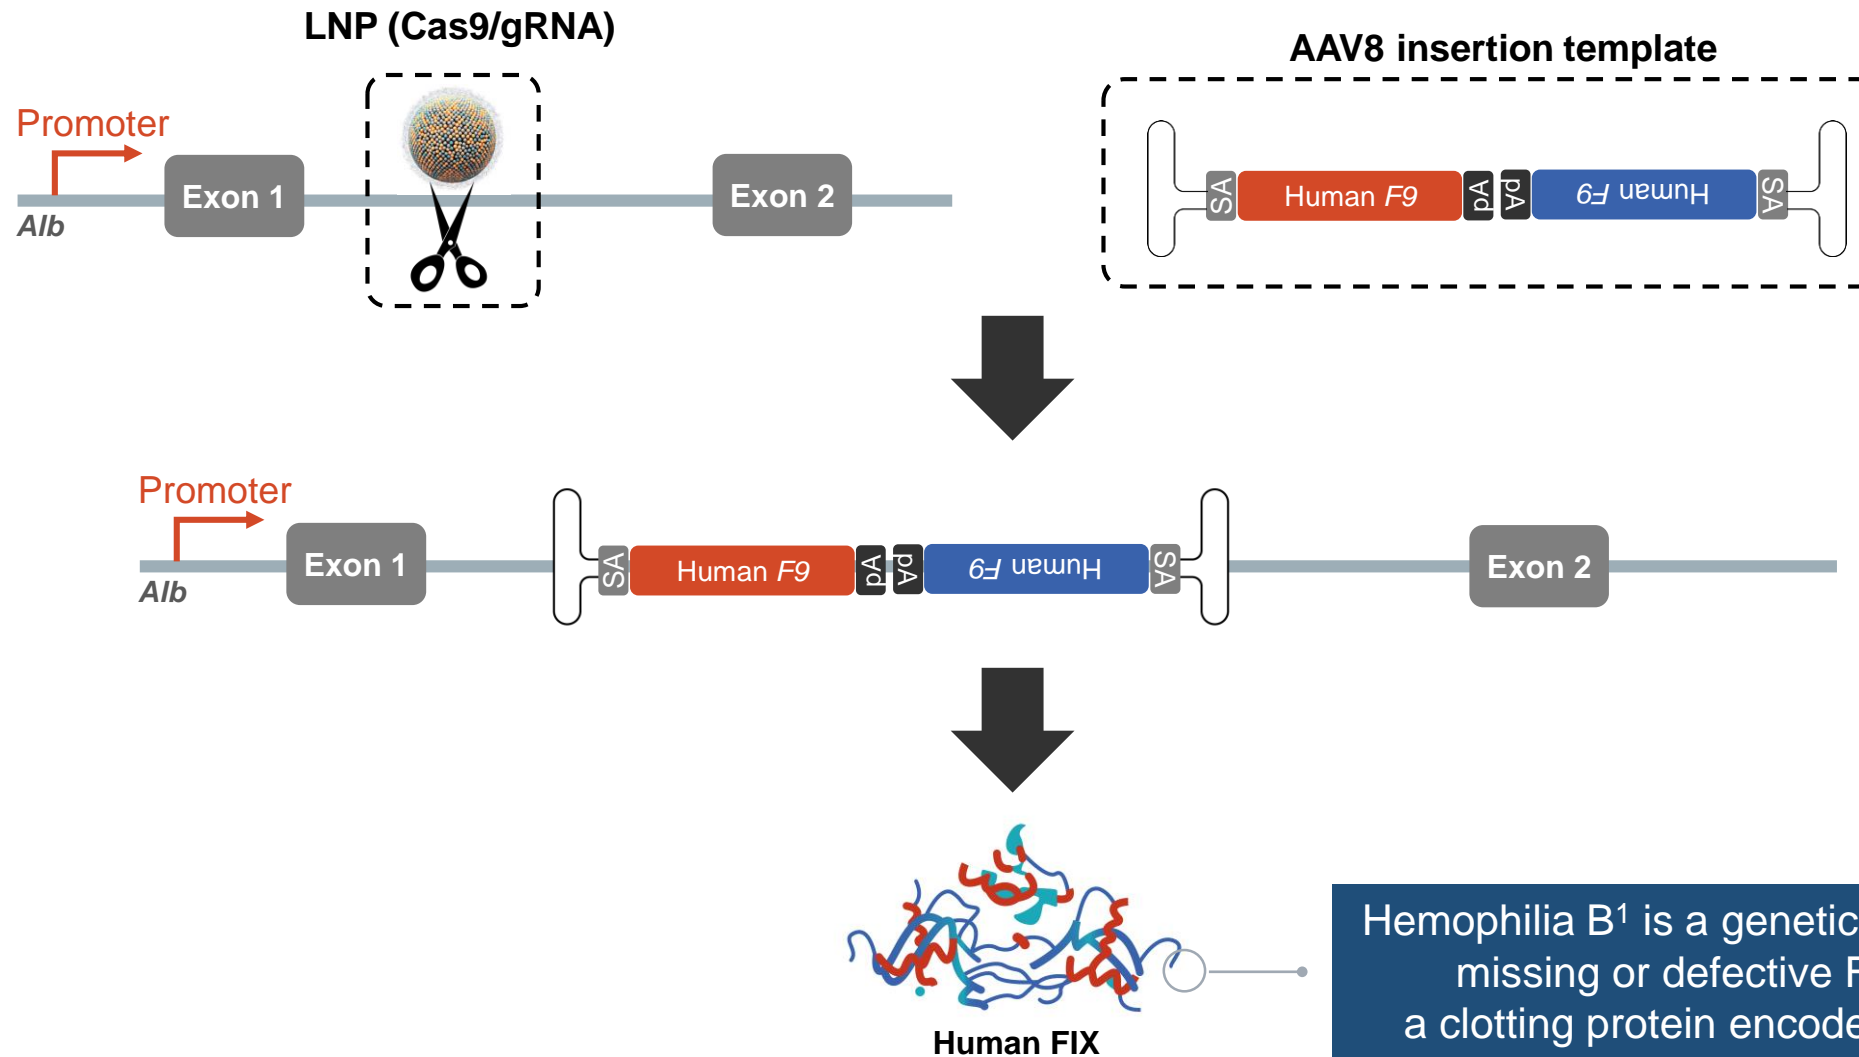 LNP (Cas9/gRNA)
AAV8 insertion template
Promoter
Exon 1
Exon 2
Alb
SA
Human F9
pA
pA
Human F9
SA
Promoter
Exon 1
SA
Human F9
pA
pA
Human F9
SA
Exon 2
Alb
Human FIX
Hemophilia B¹ is a genetic
missing or defective
a clotting protein